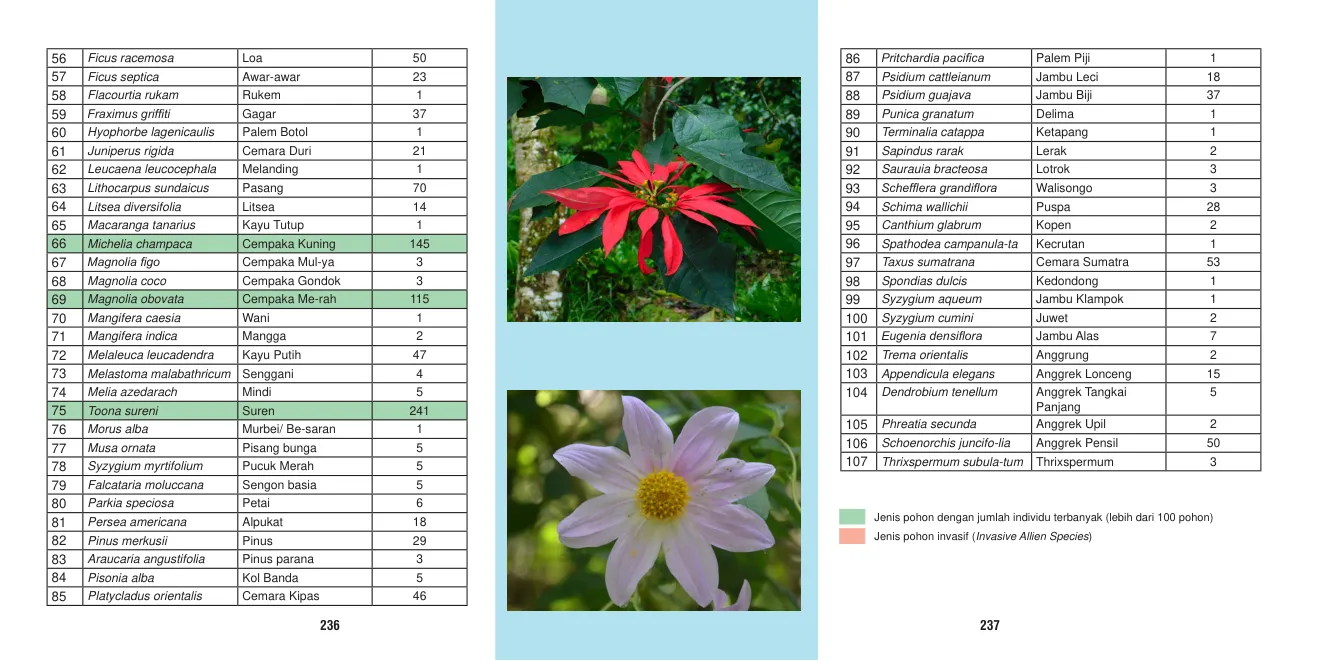 56 Ficus racemosa Loa 50
57 Ficus septica Awar-awar 23
58 Flacourtia rukam Rukem 1
59 Fraximus griffiti Gagar 37
60 Hyophorbe lagenicaulis Palem Botol 1
61 Juniperus rigida Cemara Duri 21
62 Leucaena leucocephala Melanding 1
63 Lithocarpus sundaicus Pasang 70
64 Litsea diversifolia Litsea 14
65 Macaranga tanarius Kayu Tutup 1
66 Michelia champaca Cempaka Kuning 145
67 Magnolia figo Cempaka Mul-ya 3
68 Magnolia coco Cempaka Gondok 3
69 Magnolia obovata Cempaka Me-rah 115
70 Mangifera caesia Wani 1
71 Mangifera indica Mangga 2
72 Melaleuca leucadendra Kayu Putih 47
73 Melastoma malabathricum Senggani 4
74 Melia azedarach Mindi 5
75 Toona sureni Suren 241
76 Morus alba Murbei/ Be-saran 1
77 Musa ornata Pisang bunga 5
78 Syzygium myrtifolium Pucuk Merah 5
79 Falcataria moluccana Sengon basia 5
80 Parkia speciosa Petai 6
81 Persea americana Alpukat 18
82 Pinus merkusii Pinus 29
83 Araucaria angustifolia Pinus parana 3
84 Pisonia alba Kol Banda 5
85 Platycladus orientalis Cemara Kipas 46
236
86 Pritchardia pacifica Palem Piji 1
87 Psidium cattleianum Jambu Leci 18
88 Psidium guajava Jambu Biji 37
89 Punica granatum Delima 1
90 Terminalia catappa Ketapang 1
91 Sapindus rarak Lerak 2
92 Saurauia bracteosa Lotrok 3
93 Schefflera grandiflora Walisongo 3
94 Schima wallichii Puspa 28
95 Canthium glabrum Kopen 2
96 Spathodea campanula-ta Kecrutan 1
97 Taxus sumatrana Cemara Sumatra 53
98 Spondias dulcis Kedondong 1
99 Syzygium aqueum Jambu Klampok 1
100 Syzygium cumini Juwet 2
101 Eugenia densiflora Jambu Alas 7
102 Trema orientalis Anggrung 2
103 Appendicula elegans Anggrek Lonceng 15
104 Dendrobium tenellum Anggrek Tangkai 5
Panjang
105 Phreatia secunda Anggrek Upil 2
106 Schoenorchis juncifo-lia Anggrek Pensil 50
107 Thrixspermum subula-tum Thrixspermum 3
Jenis pohon dengan jumlah individu terbanyak (lebih dari 100 pohon)
Jenis pohon invasif (Invasive Allien Species)
237